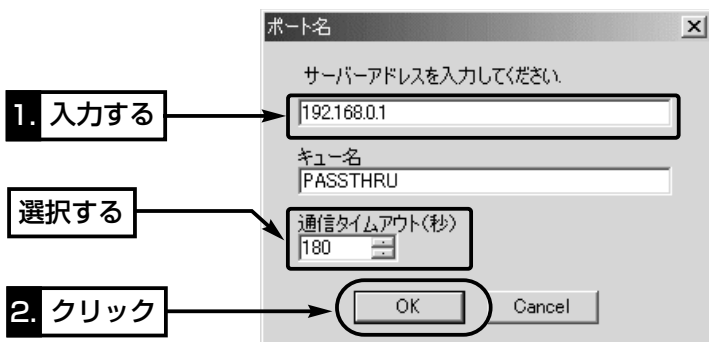 ポート名
サーバーアドレスを入力してください.
1. 入力する
192.168.0.1
キュー名
PASSTHRU
選択する
通信タイムアウト(秒)
180
2. クリック
OK
Cancel